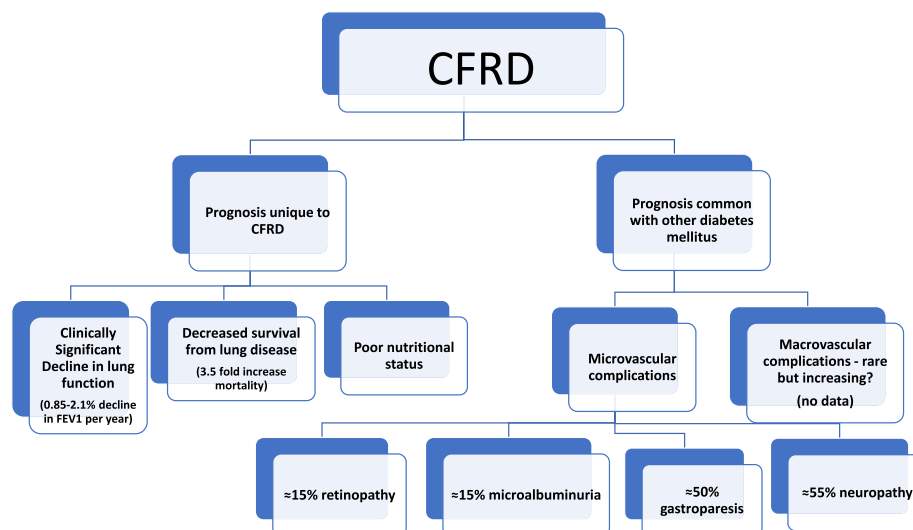 CFRD
Prognosis unique to
CFRD
Prognosis common
with other diabetes
mellitus
Clinically
Significant
Decline in lung
function
(0.85-2.1% decline
in FEV1 per year)
Decreased survival
from lung disease
(3.5 fold increase
mortality)
Poor nutritional
status
Microvascular
complications
Macrovascular
complications - rare
but increasing?
(no data)
≈15% retinopathy
≈15% microalbuminuria
≈50%
gastroparesis
≈55% neuropathy